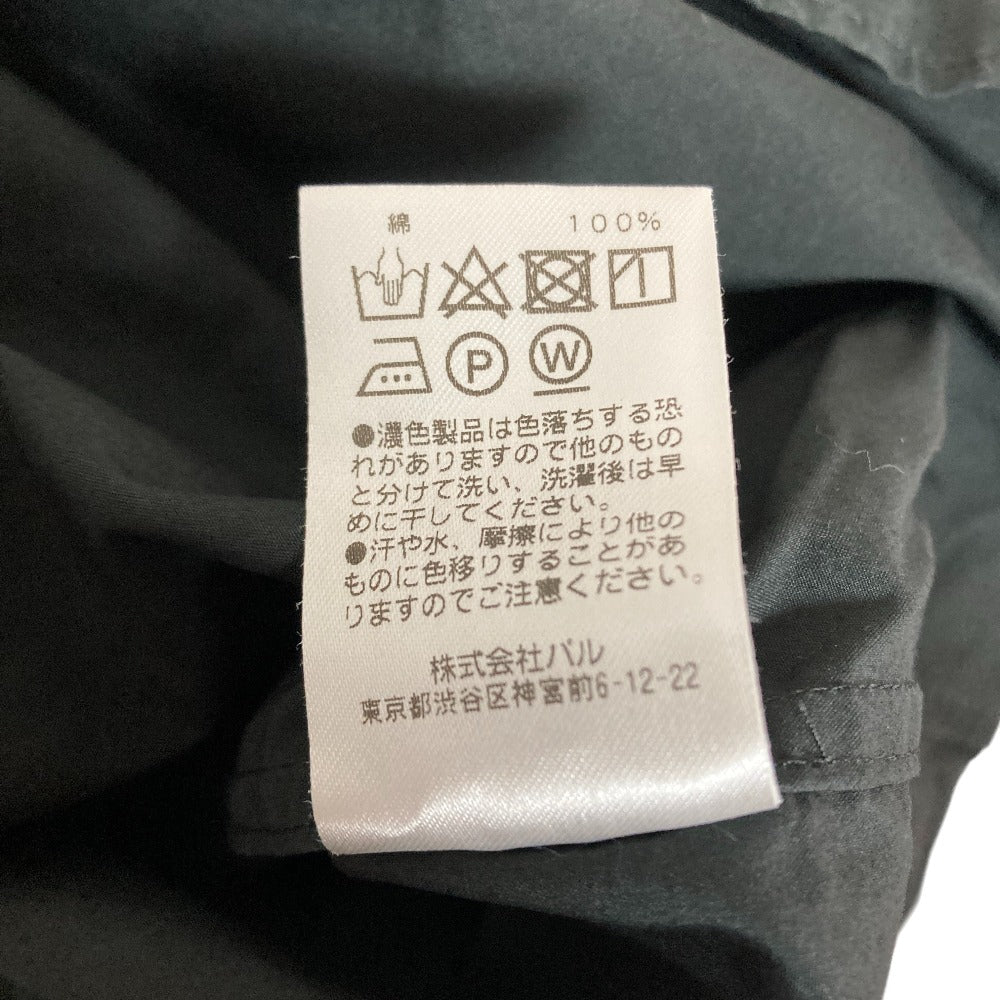 綿 100%
P W
●濃色製品は色落ちする恐
れがありますので他のもの
と分けて洗い、洗濯後は早
めに干してください。
●汗や水、摩擦により他の
ものに色移りすることがあ
りますのでご注意ください。
株式会社パル
東京都渋谷区神宮前6-12-22